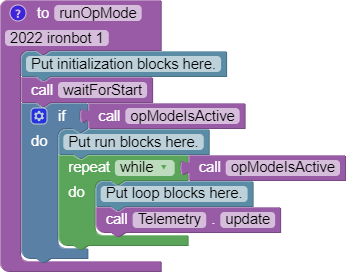 ? to runOpMode
2022 ironbot 1
Put initialization blocks here.
call waitForStart
if call opModeIsActive
do Put run blocks here.
repeat while call opModeIsActive
do Put loop blocks here.
call Telemetry . update